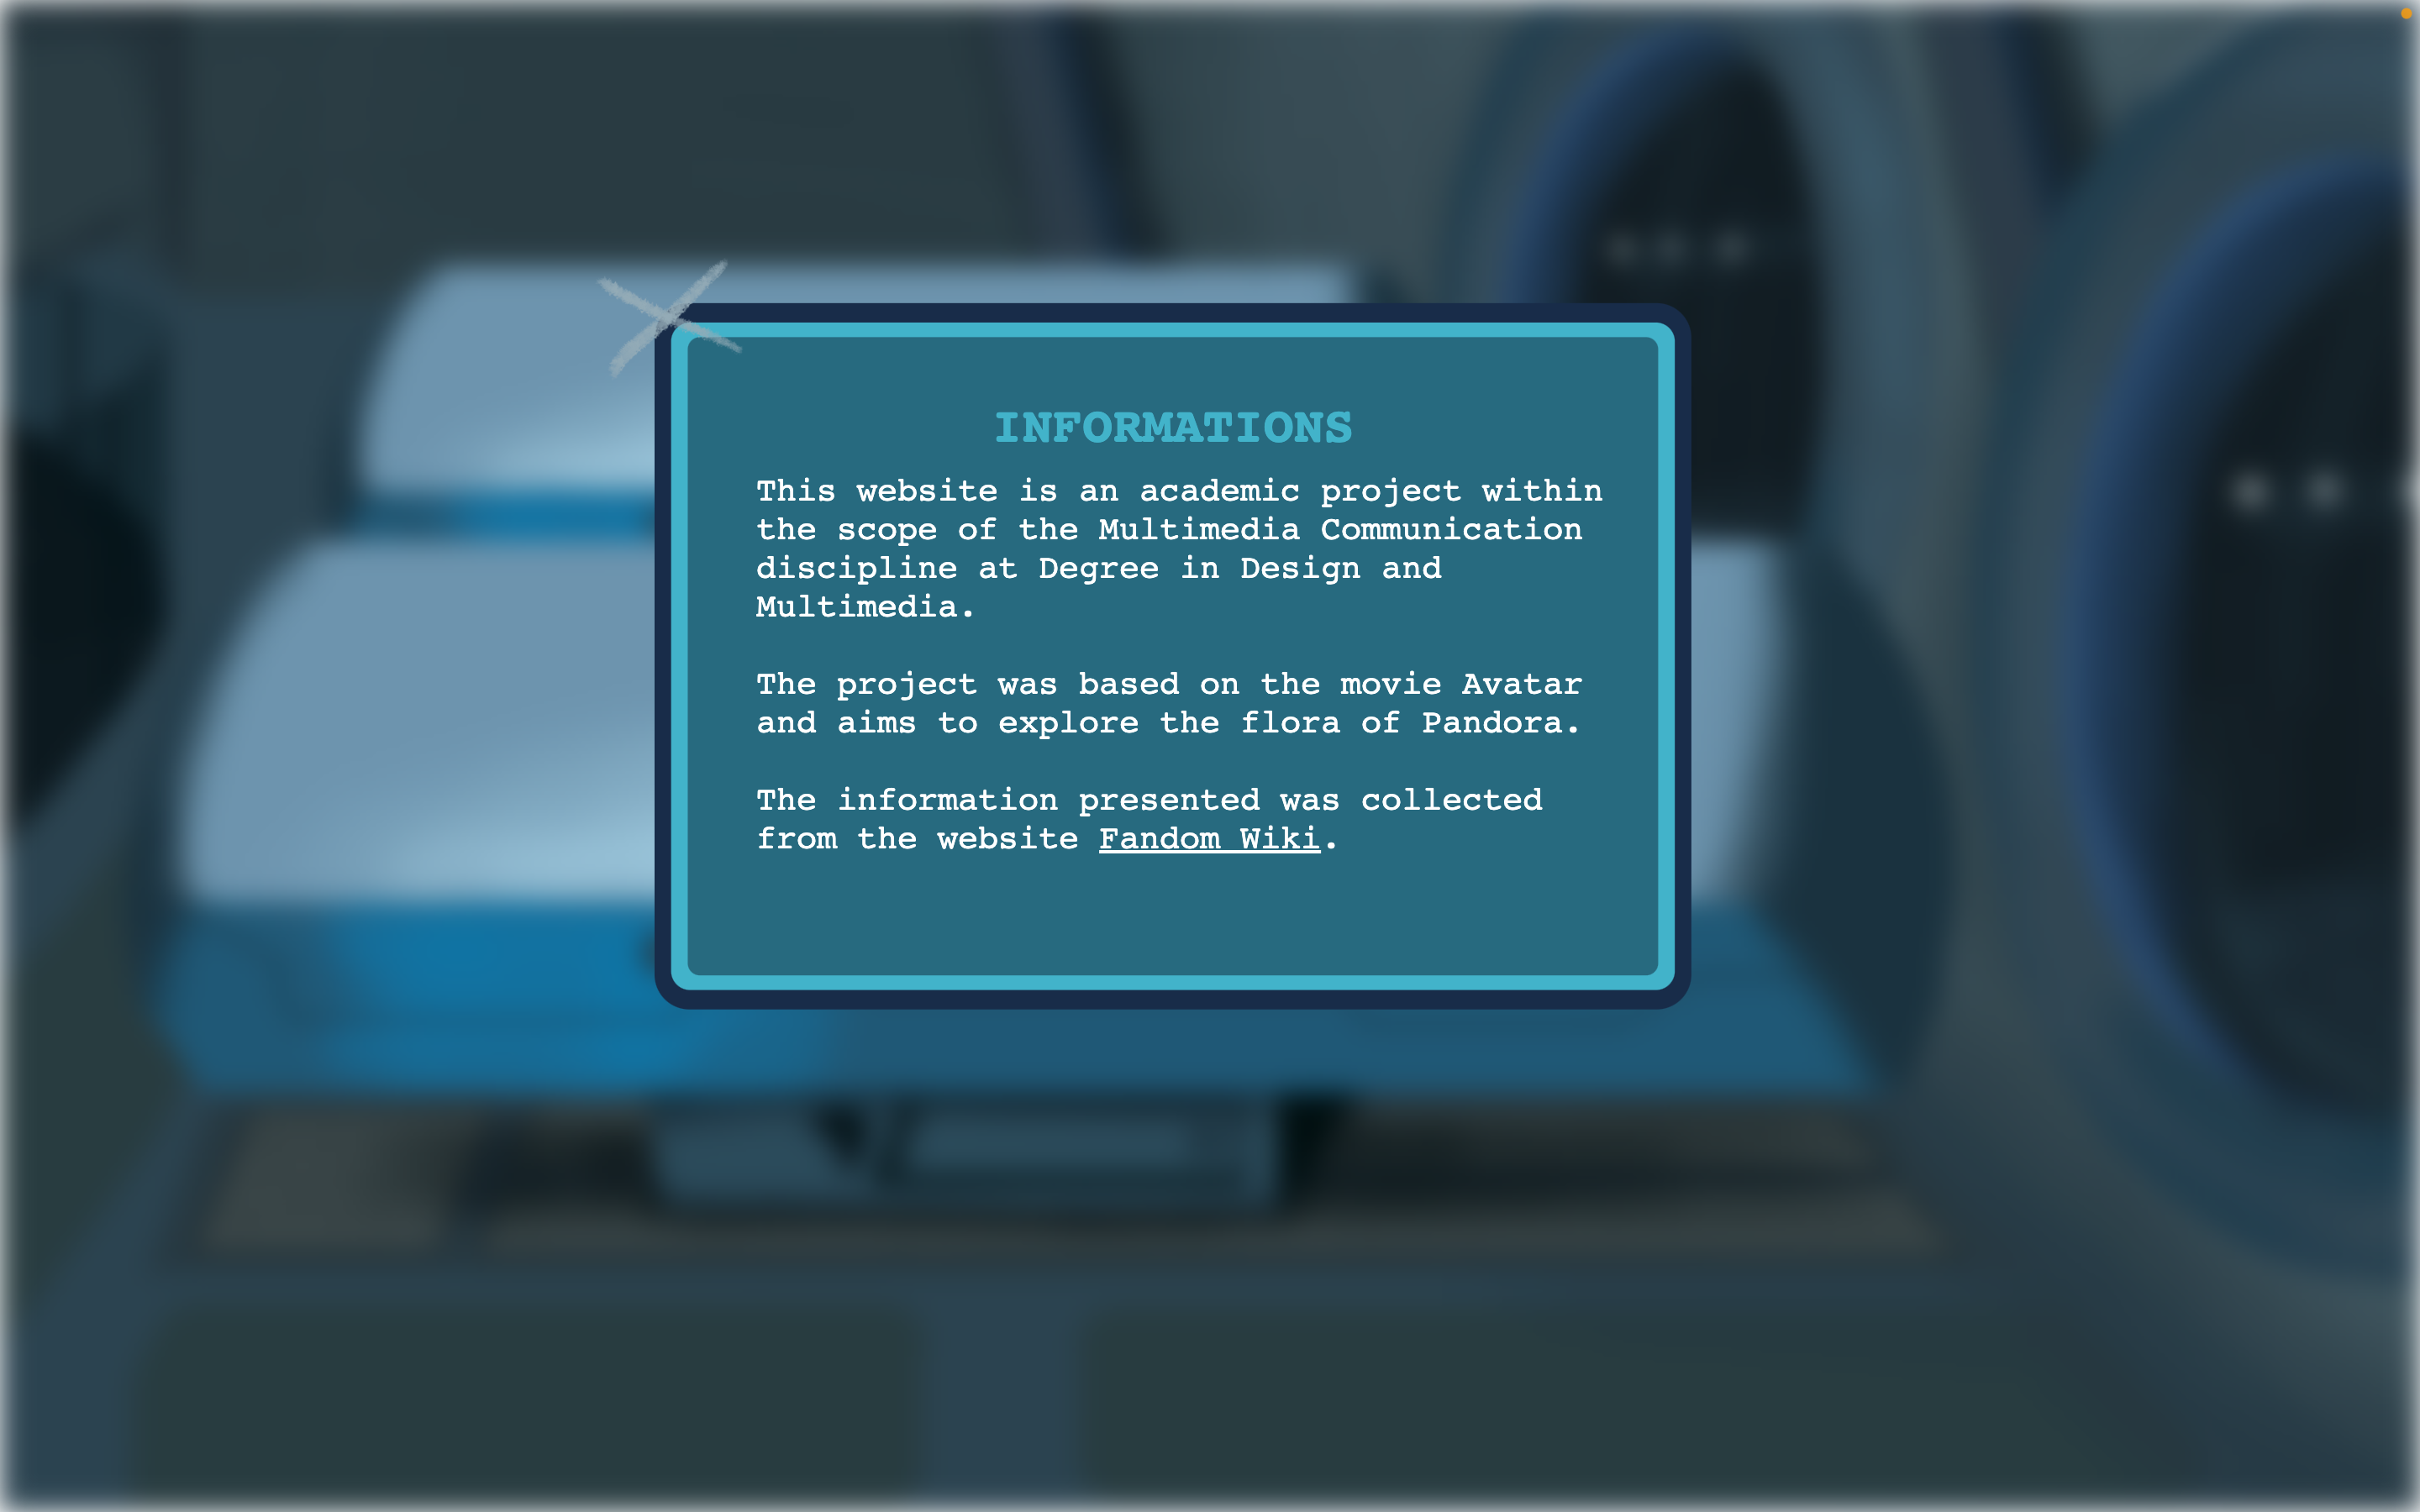 INFORMATIONS
This website is an academic project within
the scope of the Multimedia Communication
discipline at Degree in Design and
Multimedia.
The project was based on the movie Avatar
and aims to explore the flora of Pandora.
The information presented was collected
from the website Fandom Wiki.